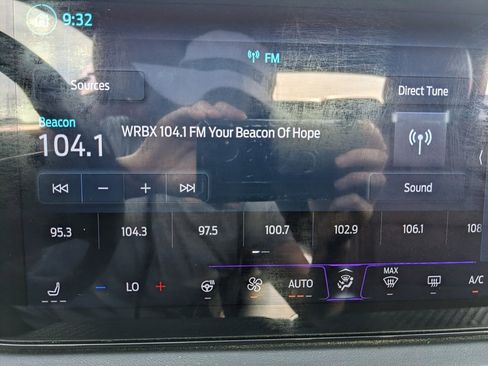 9:32
FM
Sources
Direct Tune
Beacon
104.1
WRBX 104.1 FM Your Beacon Of Hope
Sound
95.3 104.3 97.5 100.7 102.9 106.1 108
LO AUTO MAX A/C